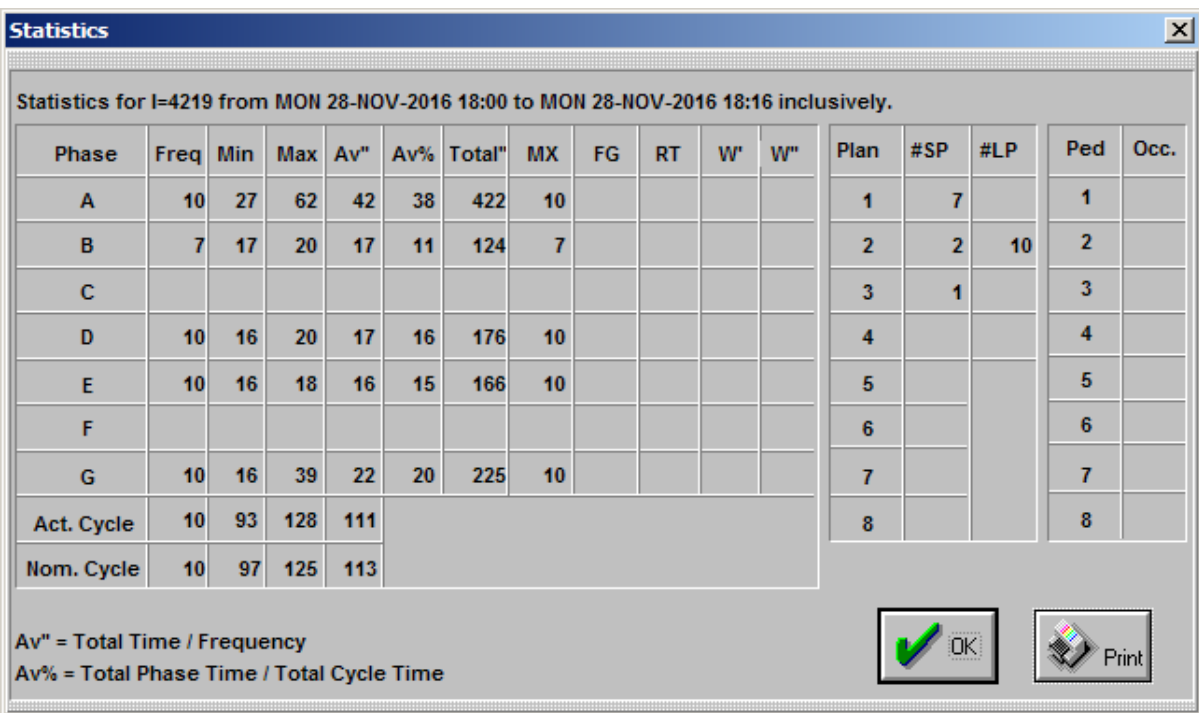 Statistics
Statistics for I=4219 from MON 28-NOV-2016 18:00 to MON 28-NOV-2016 18:16 inclusively.
Phase Freq Min Max Av" Av% Total" MX FG RT W' W"
A 10 27 62 42 38 422 10
B 7 17 20 17 11 124 7
C
D 10 16 20 17 16 176 10
E 10 16 18 16 15 166 10
F
G 10 16 39 22 20 225 10
Act. Cycle 10 93 128 111
Nom. Cycle 10 97 125 113
Plan #SP #LP
1 7
2 2 10
3 1
4
5
6
7
8
Ped Occ.
1
2
3
4
5
6
7
8
Av" = Total Time / Frequency
Av% = Total Phase Time / Total Cycle Time
OK
Print